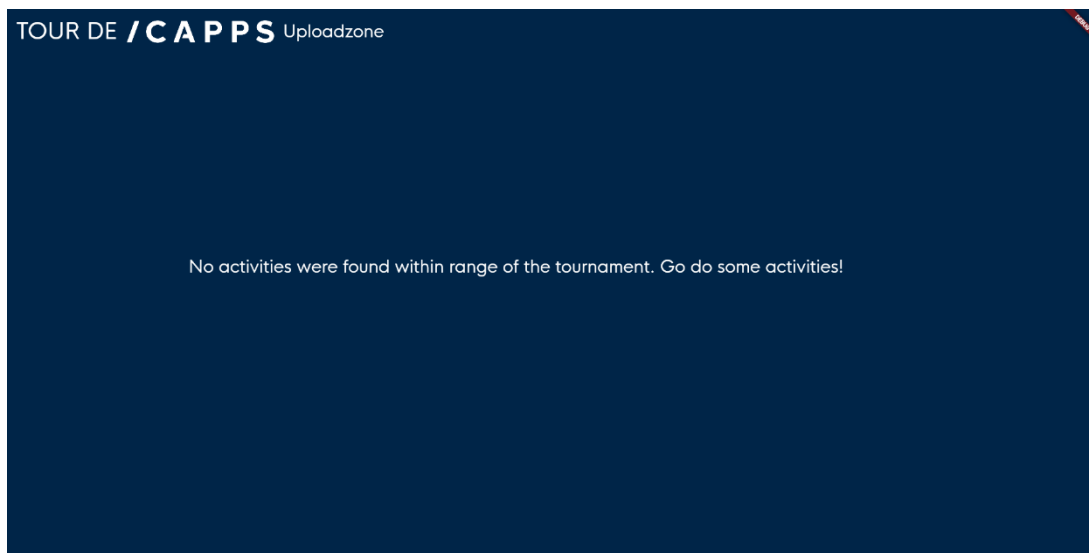 TOUR DE /CAPPS Uploadzone
No activities were found within range of the tournament. Go do some activities!